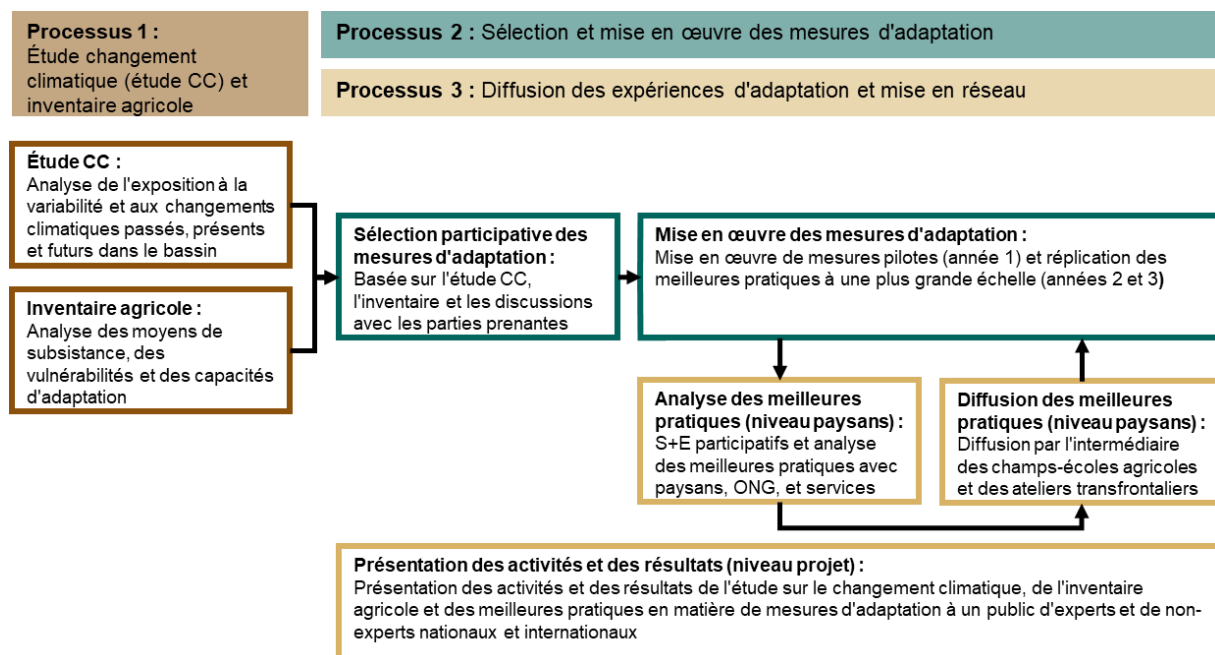 Processus 1 :
Étude changement
climatique (étude CC) et
inventaire agricole
Processus 2 : Sélection et mise en œuvre des mesures d'adaptation
Processus 3 : Diffusion des expériences d'adaptation et mise en réseau
Étude CC :
Analyse de l'exposition à la
variabilité et aux changements
climatiques passés, présents
et futurs dans le bassin
Inventaire agricole :
Analyse des moyens de
subsistance, des
vulnérabilités et des capacités
d'adaptation
Sélection participative des
mesures d'adaptation :
Basée sur l'étude CC,
l'inventaire et les discussions
avec les parties prenantes
Mise en œuvre des mesures d'adaptation :
Mise en œuvre de mesures pilotes (année 1) et réplication des
meilleures pratiques à une plus grande échelle (années 2 et 3)
Analyse des meilleures
pratiques (niveau paysans) :
S+E participatifs et analyse
des meilleures pratiques avec
paysans, ONG, et services
Diffusion des meilleures
pratiques (niveau paysans) :
Diffusion par l'intermédiaire
des champs-écoles agricoles
et des ateliers transfrontaliers
Présentation des activités et des résultats (niveau projet) :
Présentation des activités et des résultats de l'étude sur le changement climatique, de l'inventaire
agricole et des meilleures pratiques en matière de mesures d'adaptation à un public d'experts et de non-
experts nationaux et internationaux